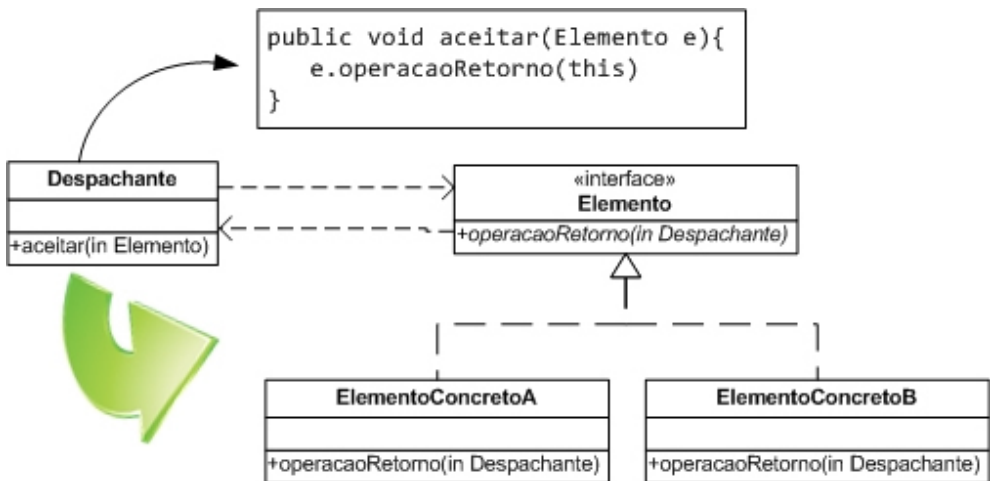 public void aceitar(Elemento e){
e.operacaoRetorno(this)
}
Despachante
+aceitar(in Elemento)
«interface»
Elemento
+operacaoRetorno(in Despachante)
ElementoConcretoA
+operacaoRetorno(in Despachante)
ElementoConcretoB
+operacaoRetorno(in Despachante)